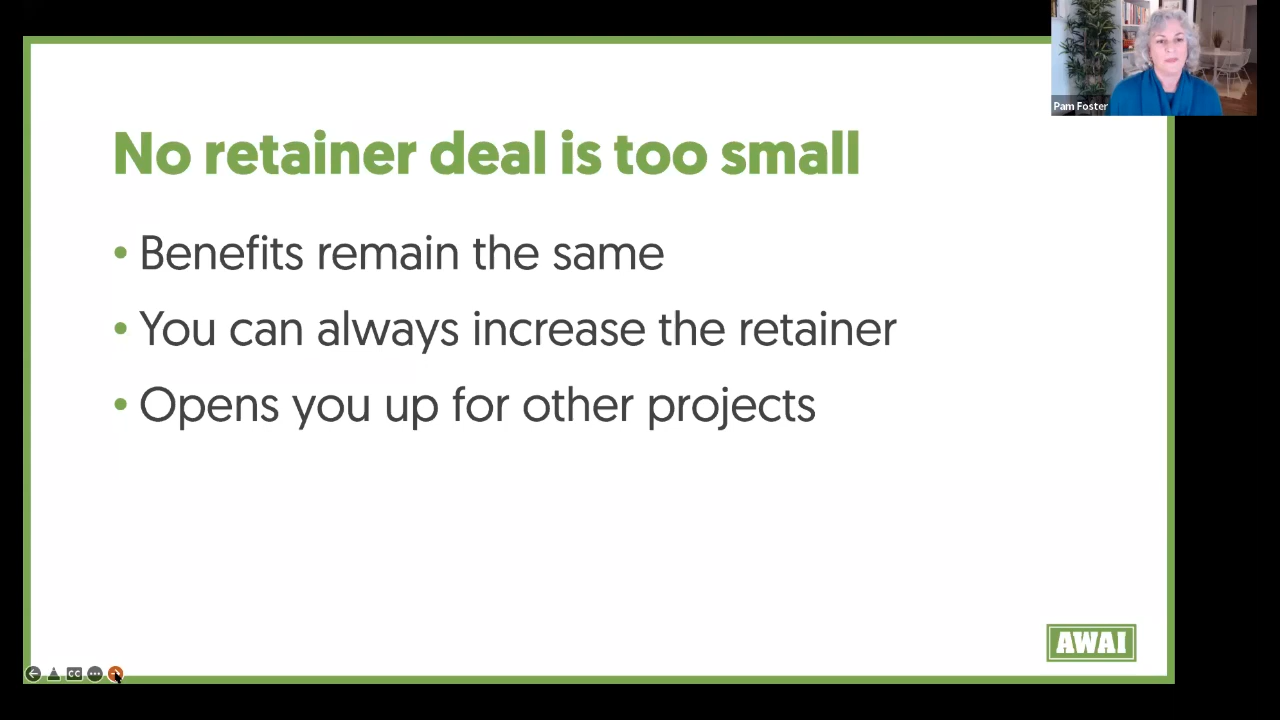 Pam Foster
No retainer deal is too small
• Benefits remain the same
• You can always increase the retainer
• Opens you up for other projects
AWAI
CC